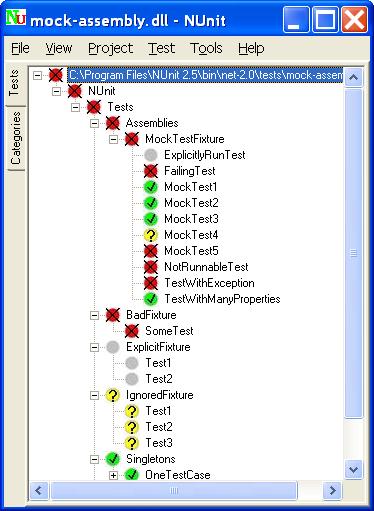 mock-assembly.dll - NUnit
File View Project Test Tools Help
Tests
Categories
C:\Program Files\NUnit 2.5\bin\net-2.0\tests\mock-assem
NUnit
Tests
Assemblies
MockTestFixture
ExplicitlyRunTest
FailingTest
MockTest1
MockTest2
MockTest3
MockTest4
MockTest5
NotRunnableTest
TestWithException
TestWithManyProperties
BadFixture
SomeTest
ExplicitFixture
Test1
Test2
IgnoredFixture
Test1
Test2
Test3
Singletons
OneTestCase